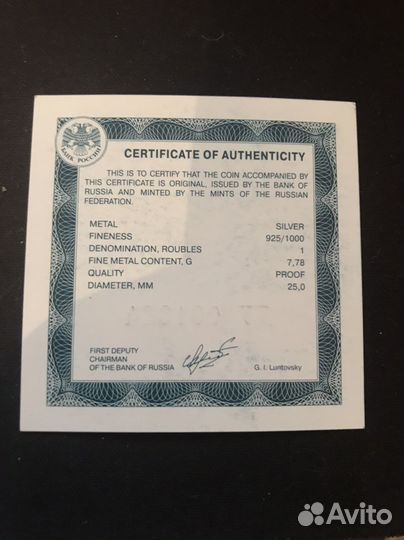 БАНК РОССИИ
CERTIFICATE OF AUTHENTICITY
THIS IS TO CERTIFY THAT THE COIN ACCOMPANIED BY
THIS CERTIFICATE IS ORIGINAL, ISSUED BY THE BANK OF
RUSSIA AND MINTED BY THE MINTS OF THE RUSSIAN
FEDERATION.
METAL SILVER
FINENESS 925/1000
DENOMINATION, ROUBLES 1
FINE METAL CONTENT, G 7,78
QUALITY PROOF
DIAMETER, MM 25,0
FIRST DEPUTY
CHAIRMAN
OF THE BANK OF RUSSIA G. I. Luntovsky
Avito